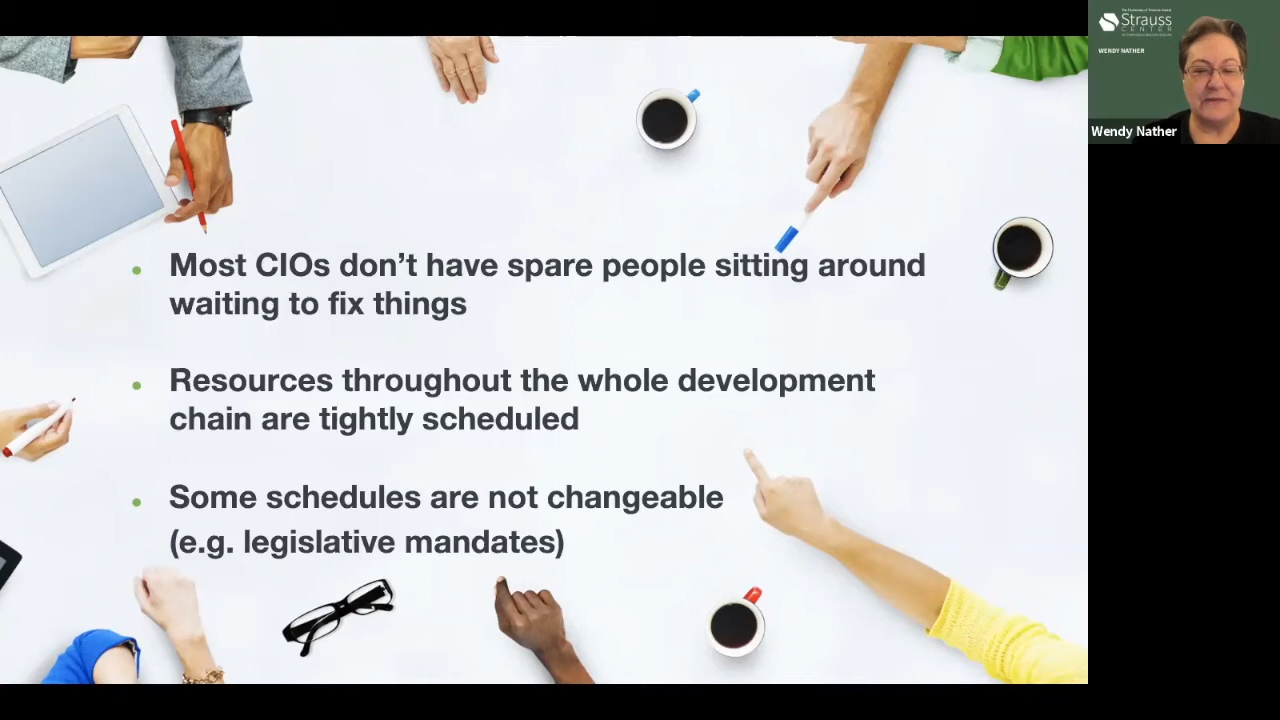 • Most CIOs don't have spare people sitting around
waiting to fix things
• Resources throughout the whole development
chain are tightly scheduled
• Some schedules are not changeable
(e.g. legislative mandates)
Strauss
CENTER
WENDY NATHER
Wendy Nather